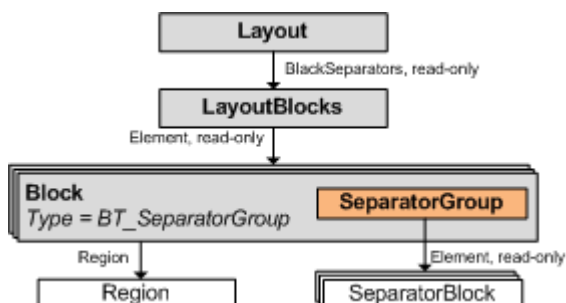 Layout
BlackSeparators, read-only
LayoutBlocks
Element, read-only
Block
Type = BT_SeparatorGroup
SeparatorGroup
Region
Element, read-only
Region
SeparatorBlock